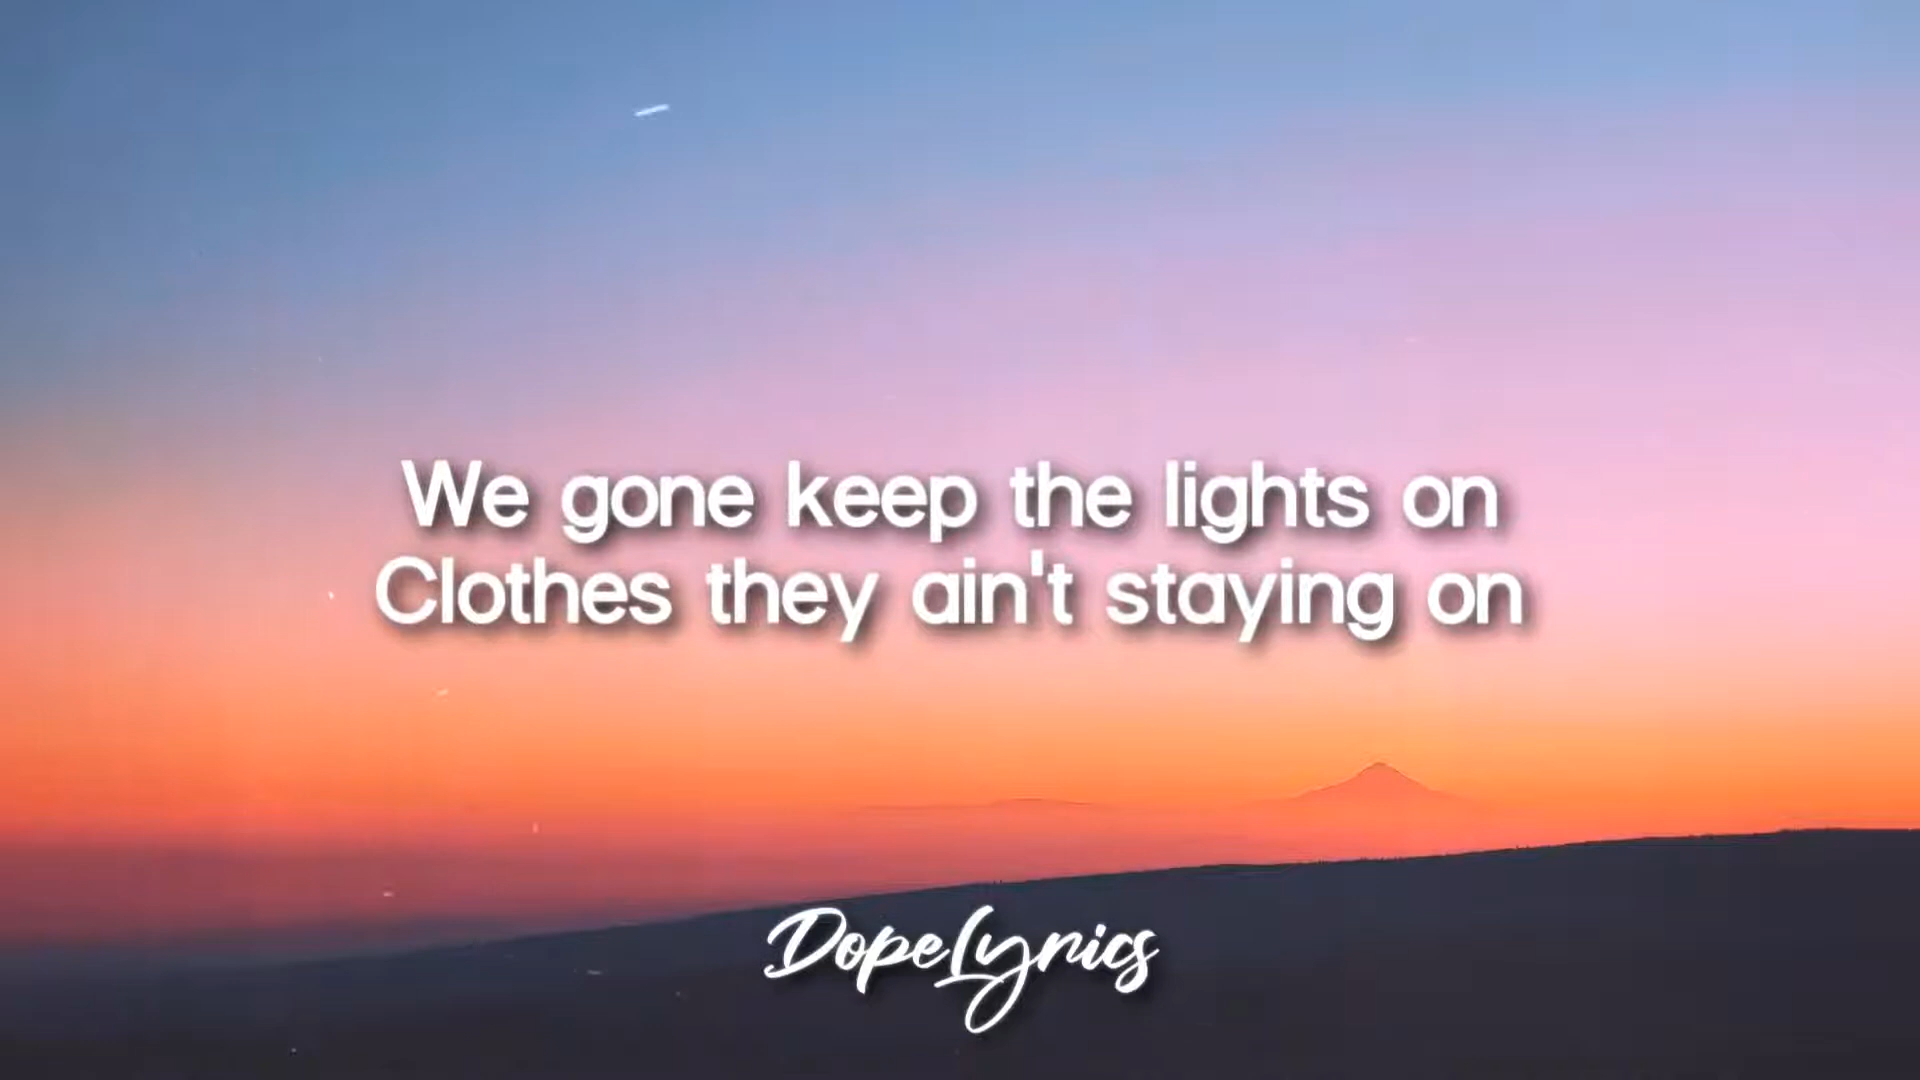 We gone keep the lights on
Clothes they ain't staying on
DopeLyrics